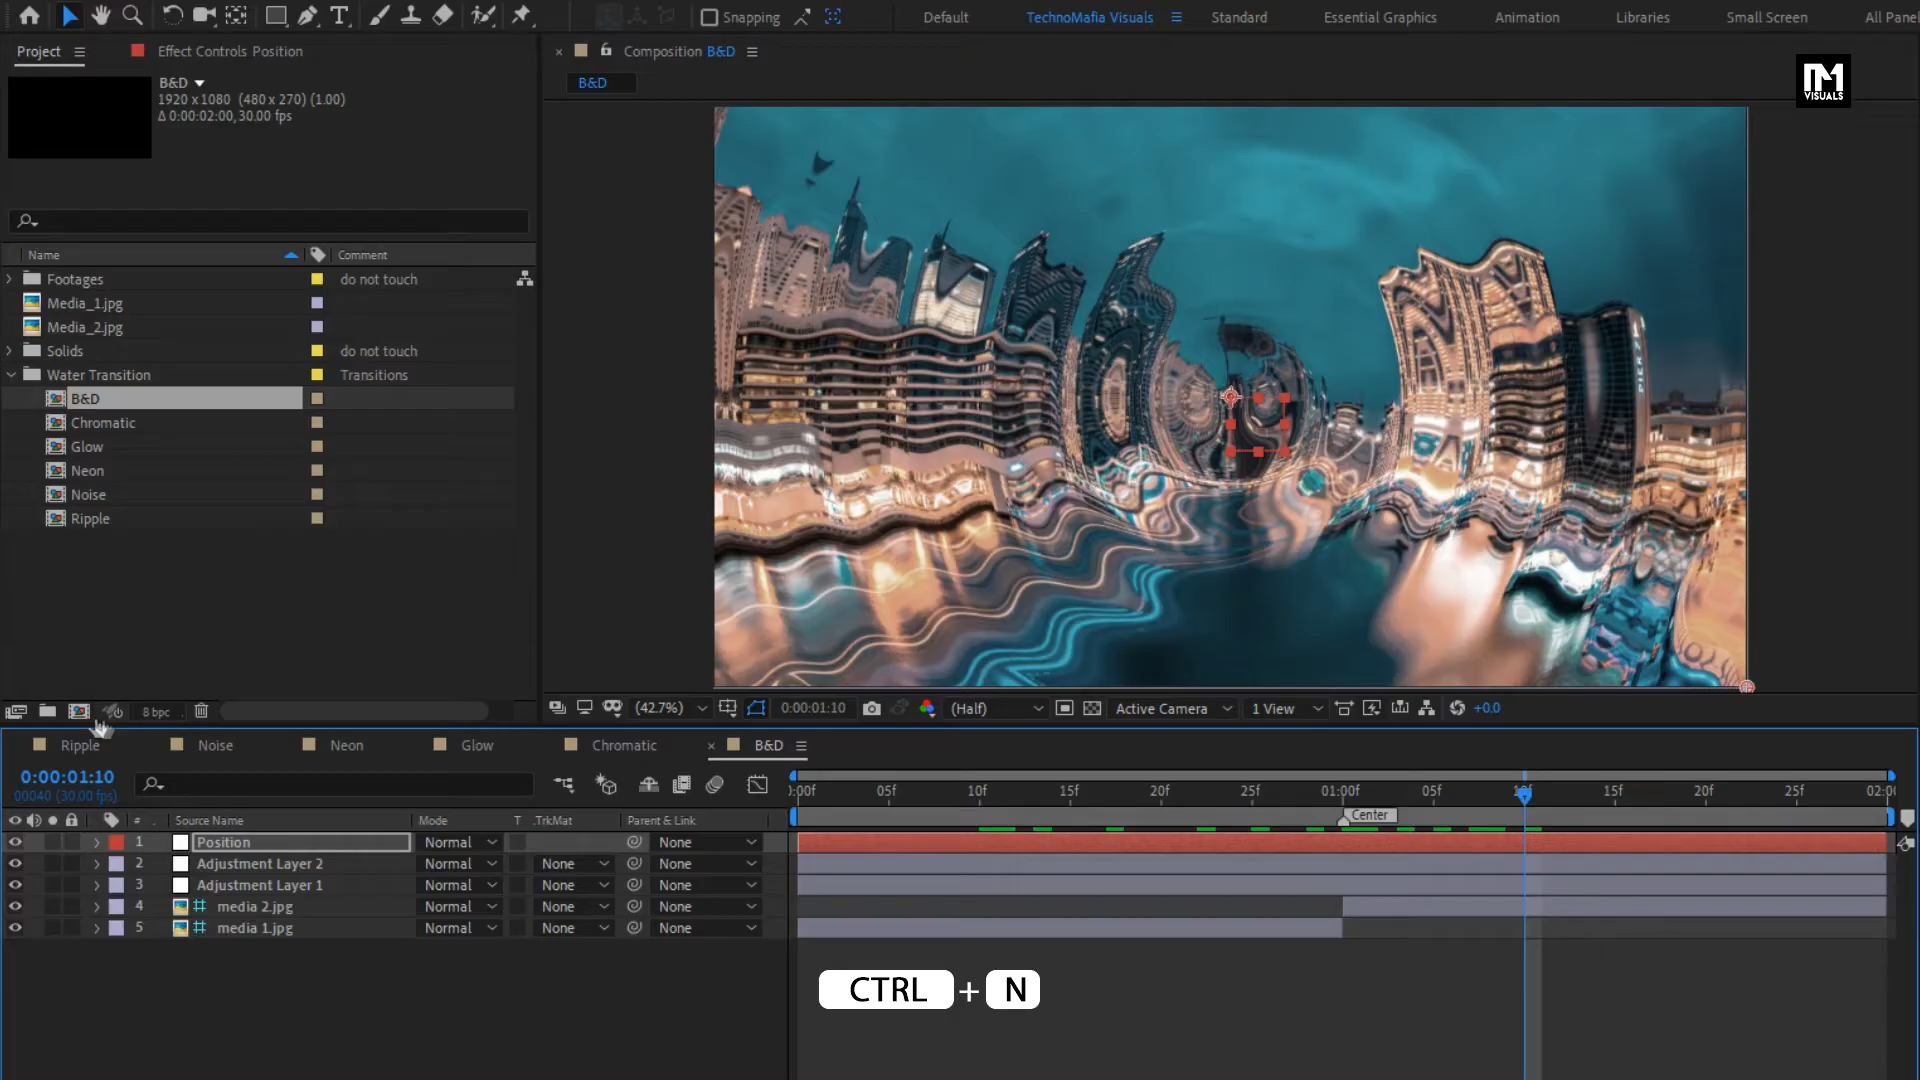 Snapping
Default
TechnoMafia Visuals
Standard
Essential Graphics
Animation
Libraries
Small Screen
All Panel
Project
Effect Controls Position
Composition B&D
B&D
B&D
1920 x 1080 (480 x 270) (1.00)
Δ 0:00:02:00, 30.00 fps
VISUALS
Name
Comment
Footages
do not touch
Media_1.jpg
Media_2.jpg
Solids
do not touch
Water Transition
Transitions
B&D
Chromatic
Glow
Neon
Noise
Ripple
8 bpc
(42.7%)
0:00:01:10
(Half)
Active Camera
1 View
+0.0
Ripple
Noise
Neon
Glow
Chromatic
B&D
0:00:01:10
00040 (30.00 fps)
):00f 05f 10f 15f 20f 25f 01:00f 05f 10f 15f 20f 25f 02:00
Center
# Source Name Mode T .TrkMat Parent & Link
1 Position Normal None
2 Adjustment Layer 2 Normal None None
3 Adjustment Layer 1 Normal None None
4 media 2.jpg Normal None None
5 media 1.jpg Normal None None
CTRL + N